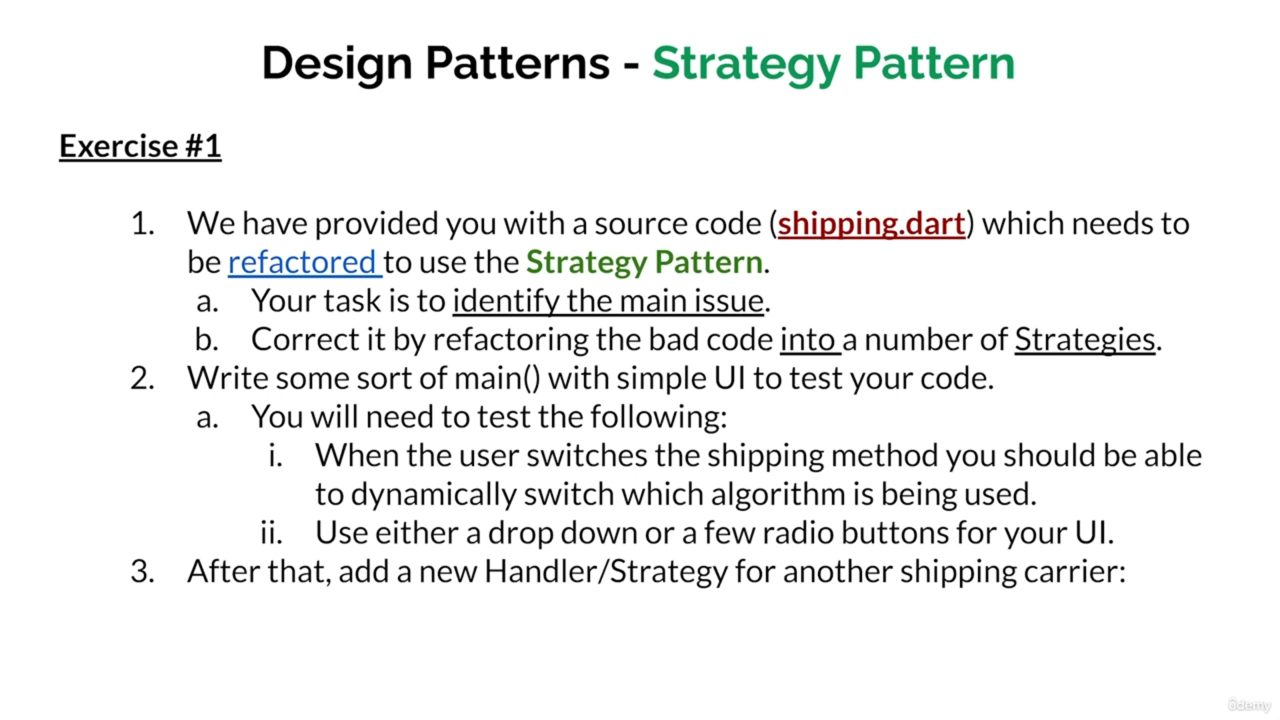 Design Patterns - Strategy Pattern
Exercise #1
1. We have provided you with a source code (shipping.dart) which needs to
be refactored to use the Strategy Pattern.
a. Your task is to identify the main issue.
b. Correct it by refactoring the bad code into a number of Strategies.
2. Write some sort of main() with simple UI to test your code.
a. You will need to test the following:
i. When the user switches the shipping method you should be able
to dynamically switch which algorithm is being used.
ii. Use either a drop down or a few radio buttons for your UI.
3. After that, add a new Handler/Strategy for another shipping carrier:
ûdemy